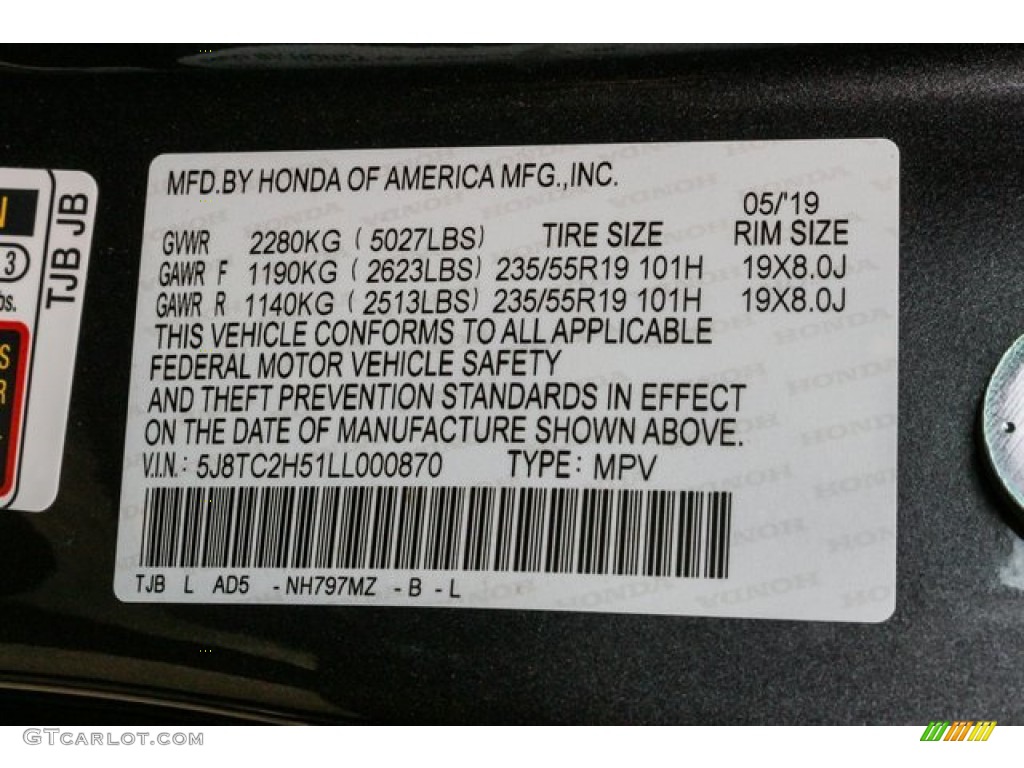 MFD.BY HONDA OF AMERICA MFG.,INC.
05/'19
GVWR 2280KG ( 5027LBS) TIRE SIZE RIM SIZE
GAWR F 1190KG ( 2623LBS) 235/55R19 101H 19X8.0J
GAWR R 1140KG ( 2513LBS) 235/55R19 101H 19X8.0J
THIS VEHICLE CONFORMS TO ALL APPLICABLE
FEDERAL MOTOR VEHICLE SAFETY
AND THEFT PREVENTION STANDARDS IN EFFECT
ON THE DATE OF MANUFACTURE SHOWN ABOVE.
V.I.N.: 5J8TC2H51LL000870 TYPE: MPV
TJB L AD5 -NH797MZ -B -L
TJB JB
3
GTCarlot.com